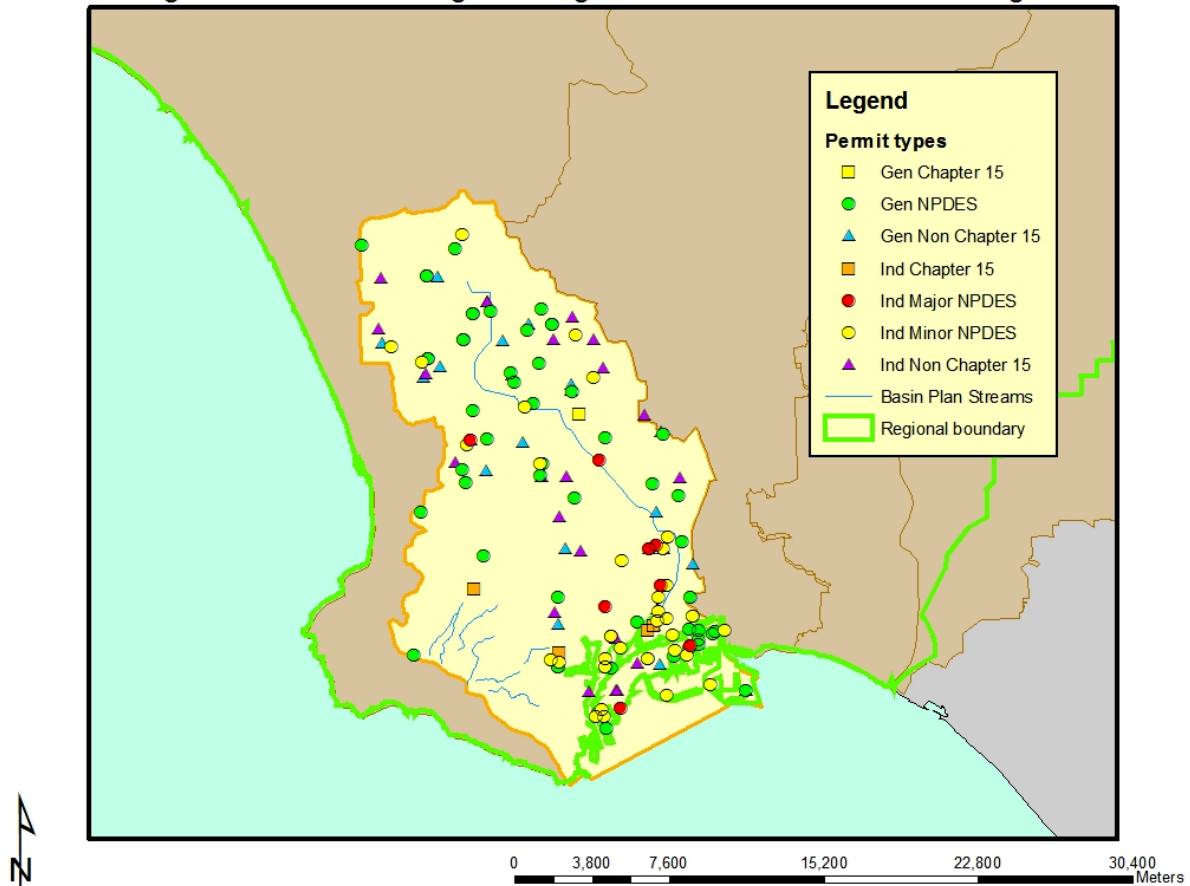 Legend
Permit types
Gen Chapter 15
Gen NPDES
Gen Non Chapter 15
Ind Chapter 15
Ind Major NPDES
Ind Minor NPDES
Ind Non Chapter 15
Basin Plan Streams
Regional boundary
N
0 3,800 7,600 15,200 22,800 30,400
Meters